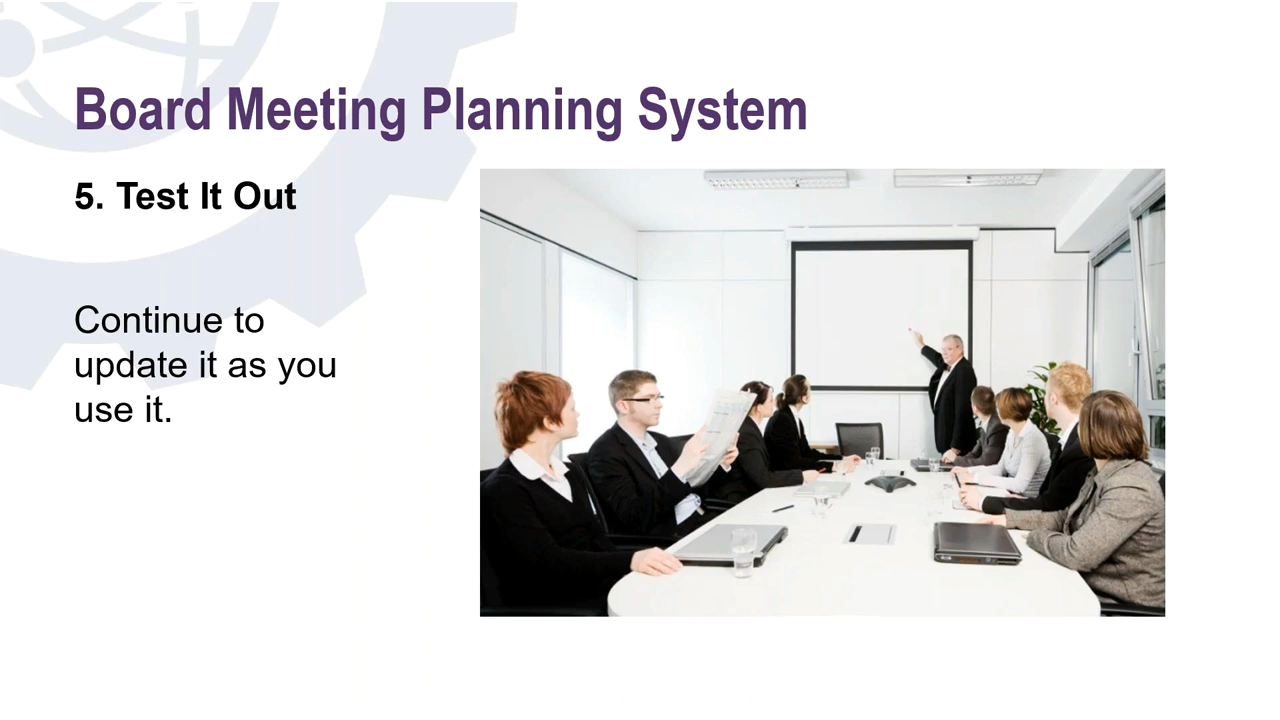 Board Meeting Planning System
5. Test It Out
Continue to
update it as you
use it.